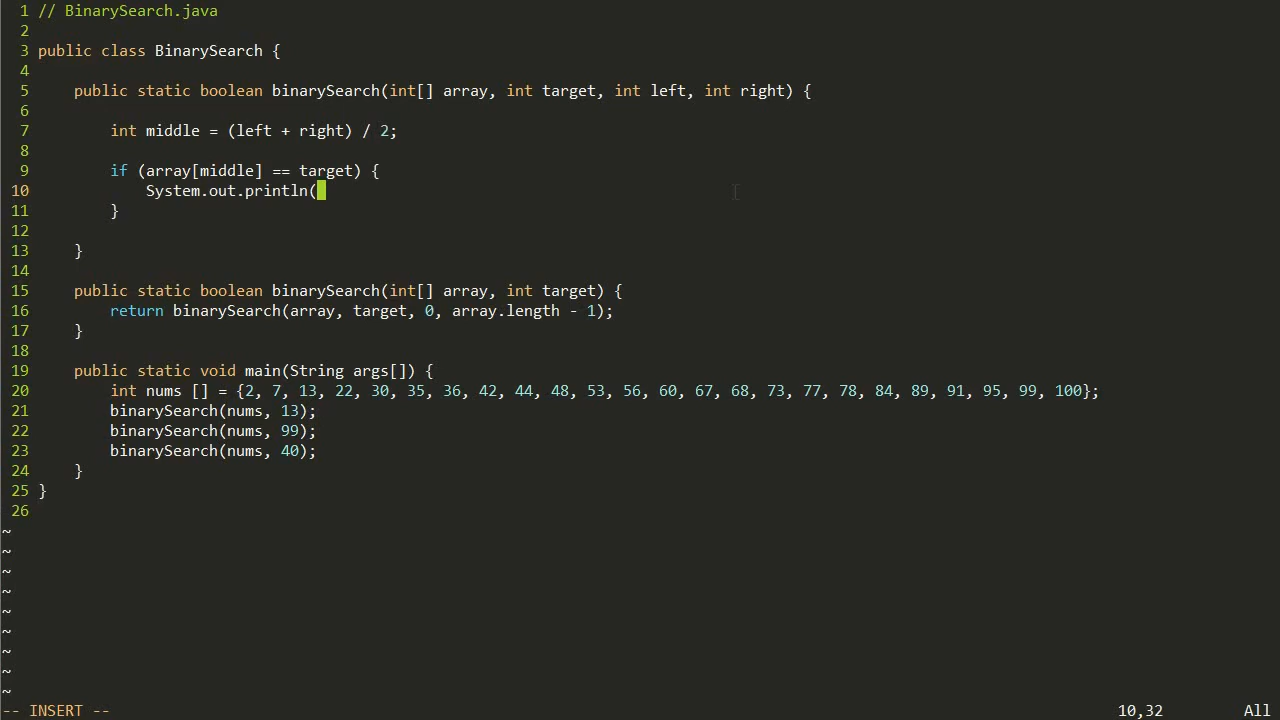 1 // BinarySearch.java
2
3 public class BinarySearch {
4
5     public static boolean binarySearch(int[] array, int target, int left, int right) {
6
7         int middle = (left + right) / 2;
8
9         if (array[middle] == target) {
10             System.out.println(
11         }
12
13     }
14
15     public static boolean binarySearch(int[] array, int target) {
16         return binarySearch(array, target, 0, array.length - 1);
17     }
18
19     public static void main(String args[]) {
20         int nums [] = {2, 7, 13, 22, 30, 35, 36, 42, 44, 48, 53, 56, 60, 67, 68, 73, 77, 78, 84, 89, 91, 95, 99, 100};
21         binarySearch(nums, 13);
22         binarySearch(nums, 99);
23         binarySearch(nums, 40);
24     }
25 }
26
~
~
~
~
~
~
~
~
~
-- INSERT -- 10,32 All